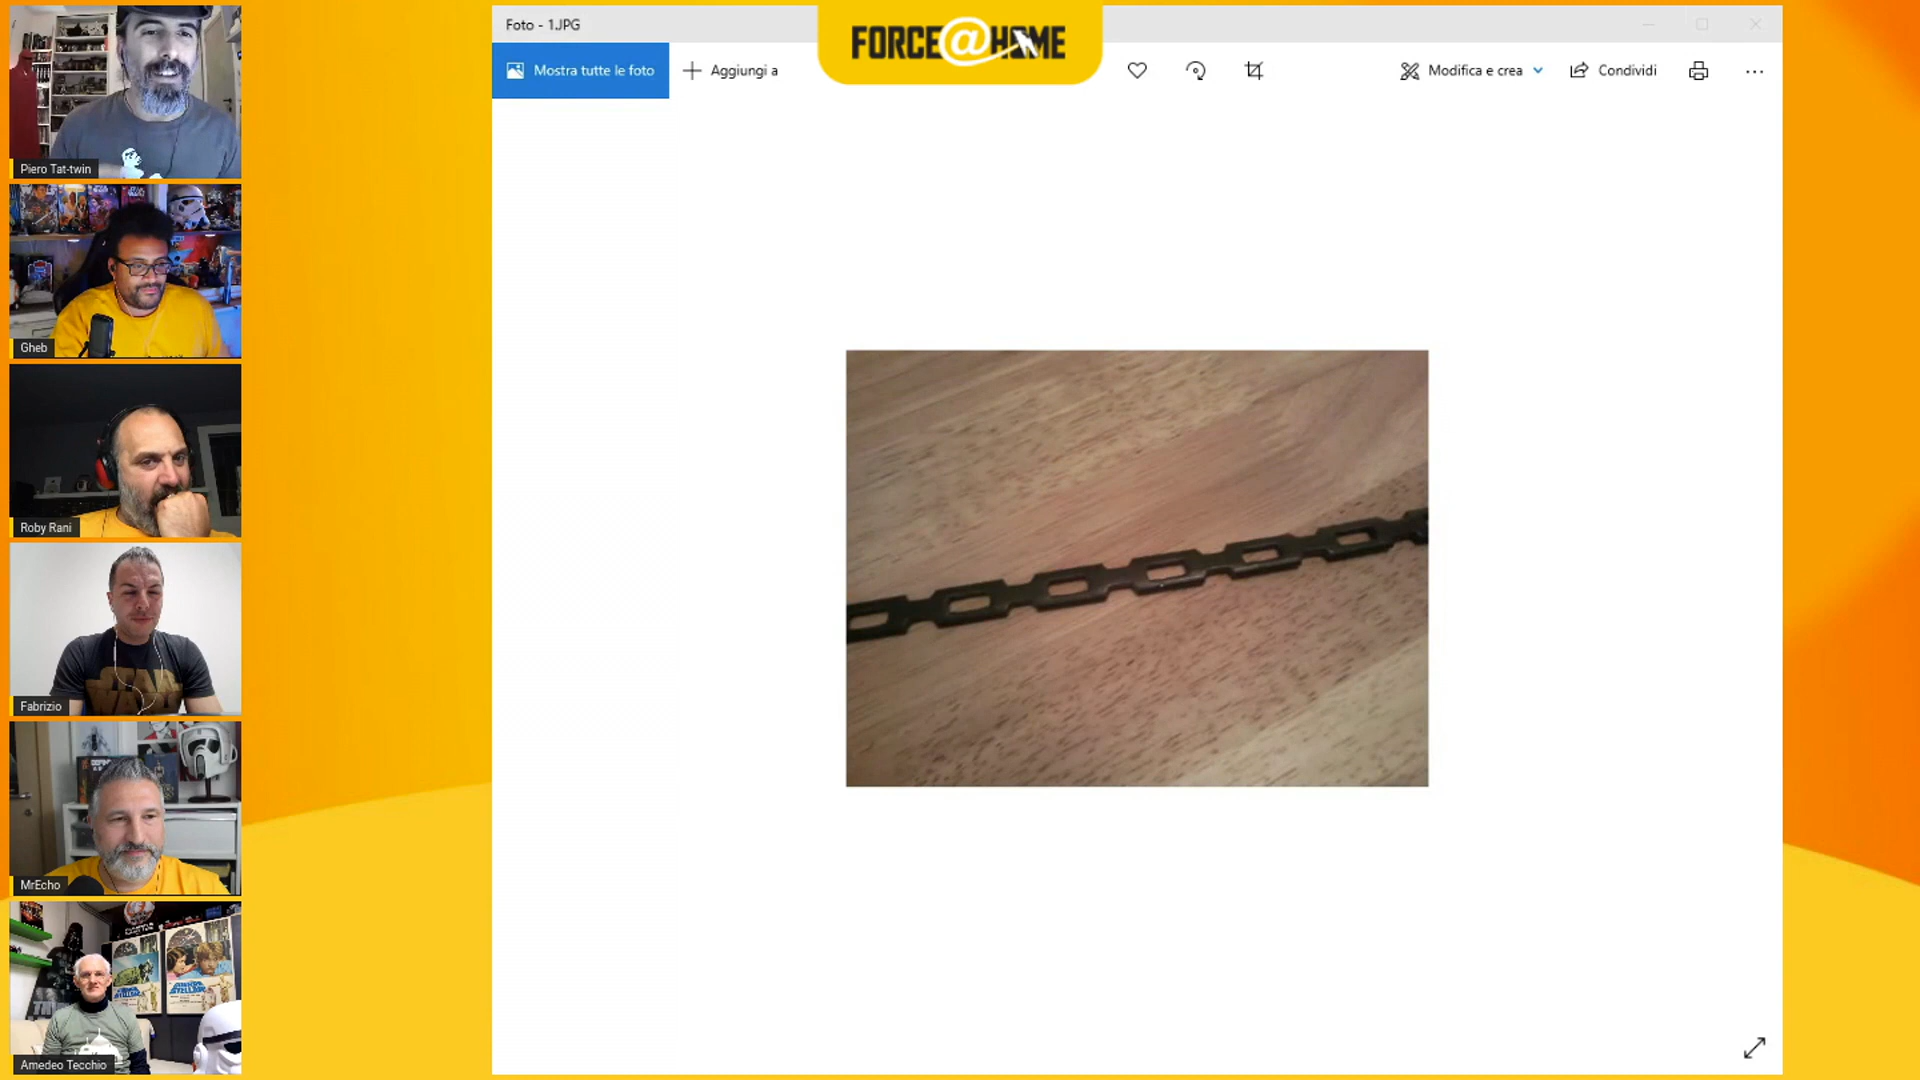 Foto - 1.JPG
FORCE@HOME
Mostra tutte le foto
Aggiungi a
Modifica e crea
Condividi
Piero Tat-twin
Gheb
Roby Rani
Fabrizio
MrEcho
Amedeo Tecchio